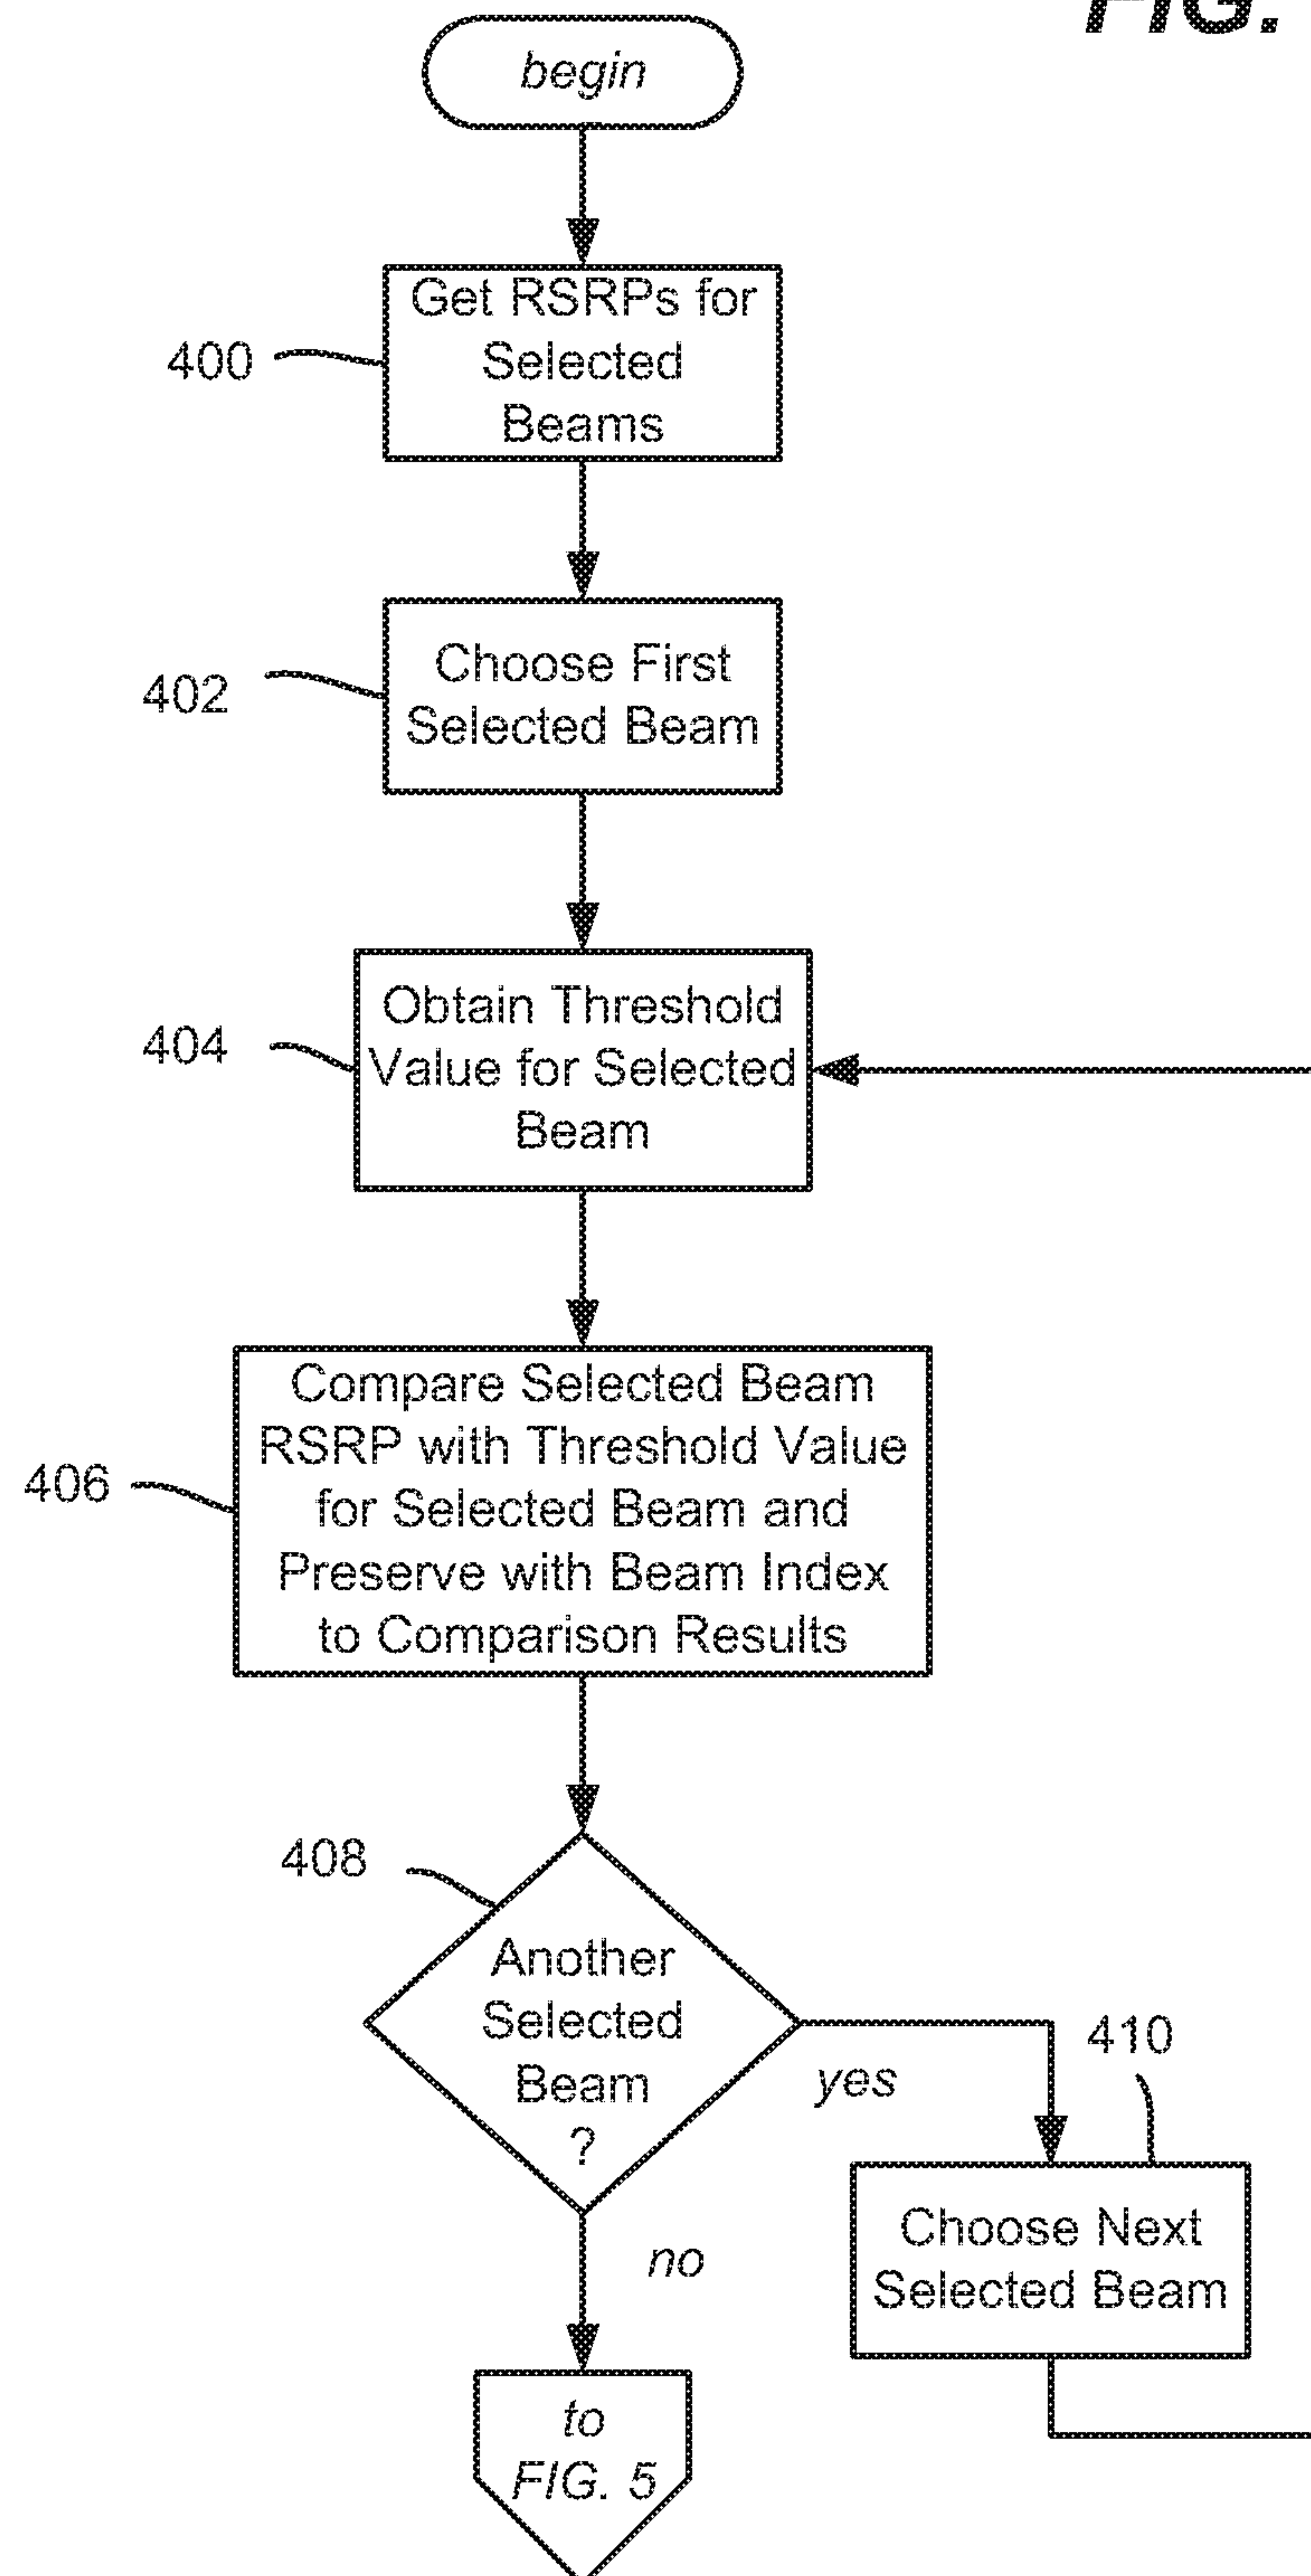 FIG.
begin
Get RSRPs for
Selected
Beams
400
Choose First
Selected Beam
402
Obtain Threshold
Value for Selected
Beam
404
Compare Selected Beam
RSRP with Threshold Value
for Selected Beam and
Preserve with Beam Index
to Comparison Results
406
408
Another
Selected
Beam
?
yes
410
Choose Next
Selected Beam
no
to
FIG. 5